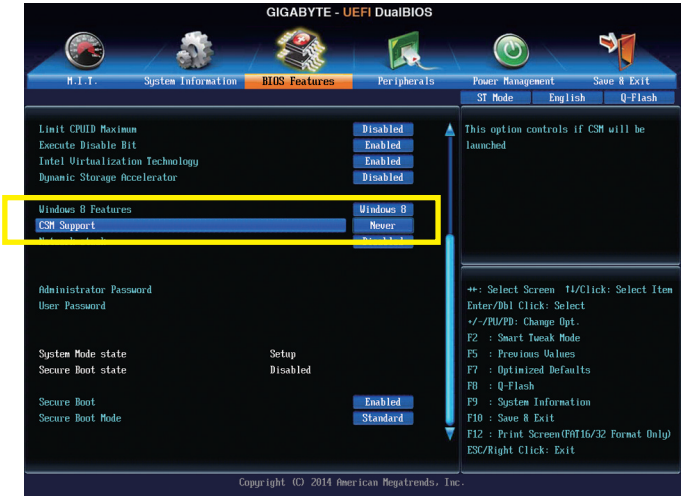 GIGABYTE - UEFI DualBIOS
M.I.T. System Information BIOS Features Peripherals Power Management Save & Exit
ST Mode English Q-Flash
Limit CPUID Maximum Disabled
Execute Disable Bit Enabled
Intel Virtualization Technology Enabled
Dynamic Storage Accelerator Disabled
Windows 8 Features Windows 8
CSM Support Never
Administrator Password
User Password
System Mode state Setup
Secure Boot state Disabled
Secure Boot Enabled
Secure Boot Mode Standard
This option controls if CSM will be
launched
→←: Select Screen ↑↓/Click: Select Item
Enter/Dbl Click: Select
+/-/PU/PD: Change Opt.
F2 : Smart Tweak Mode
F5 : Previous Values
F7 : Optimized Defaults
F8 : Q-Flash
F9 : System Information
F10 : Save & Exit
F12 : Print Screen(FAT16/32 Format Only)
ESC/Right Click: Exit
Copyright (C) 2014 American Megatrends, Inc.